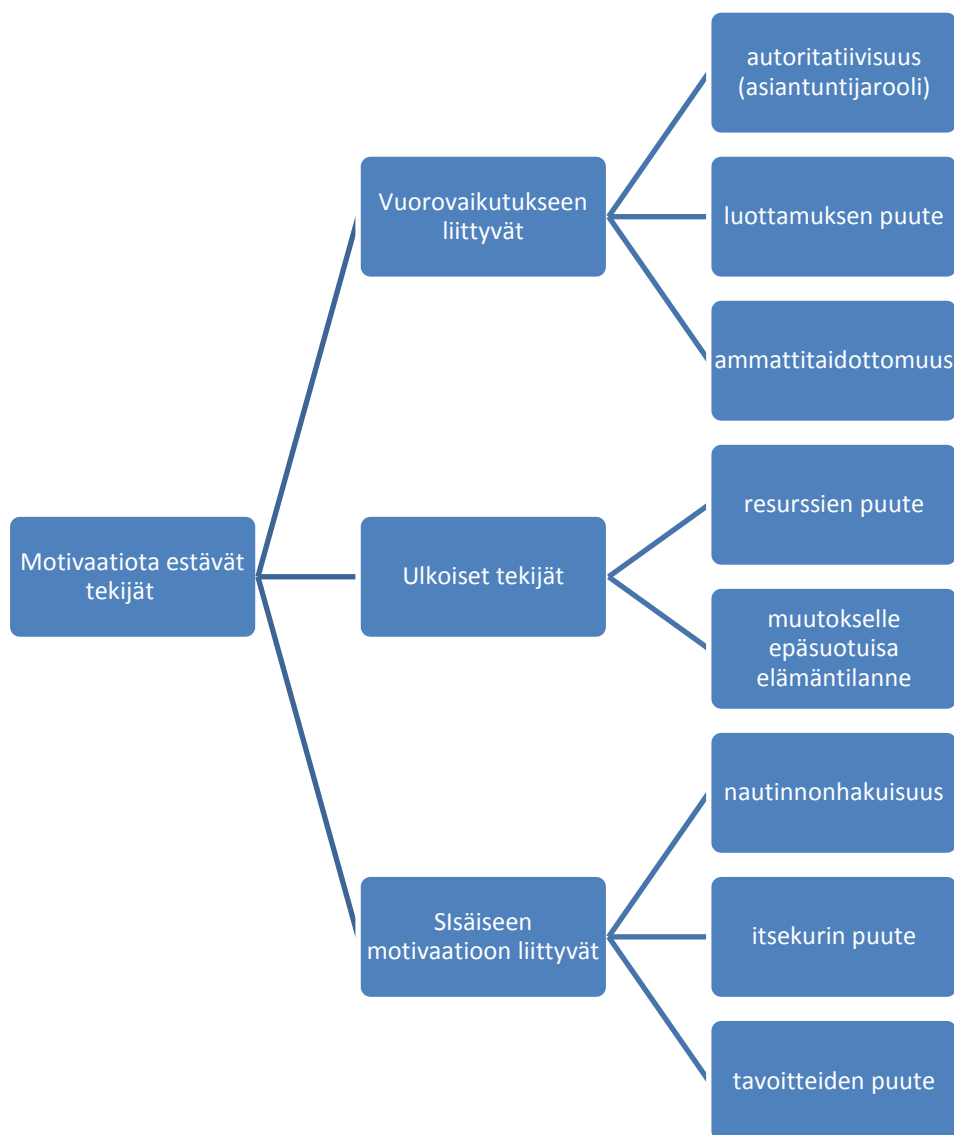 Motivaatiota estävät
tekijät
Vuorovaikutukseen
liittyvät
autoritatiivisuus
(asiantuntijarooli)
luottamuksen puute
ammattitaidottomuus
Ulkoiset tekijät
resurssien puute
muutokselle
epäsuotuisa
elämäntilanne
SIsäiseen
motivaatioon liittyvät
nautinnonhakuisuus
itsekurin puute
tavoitteiden puute